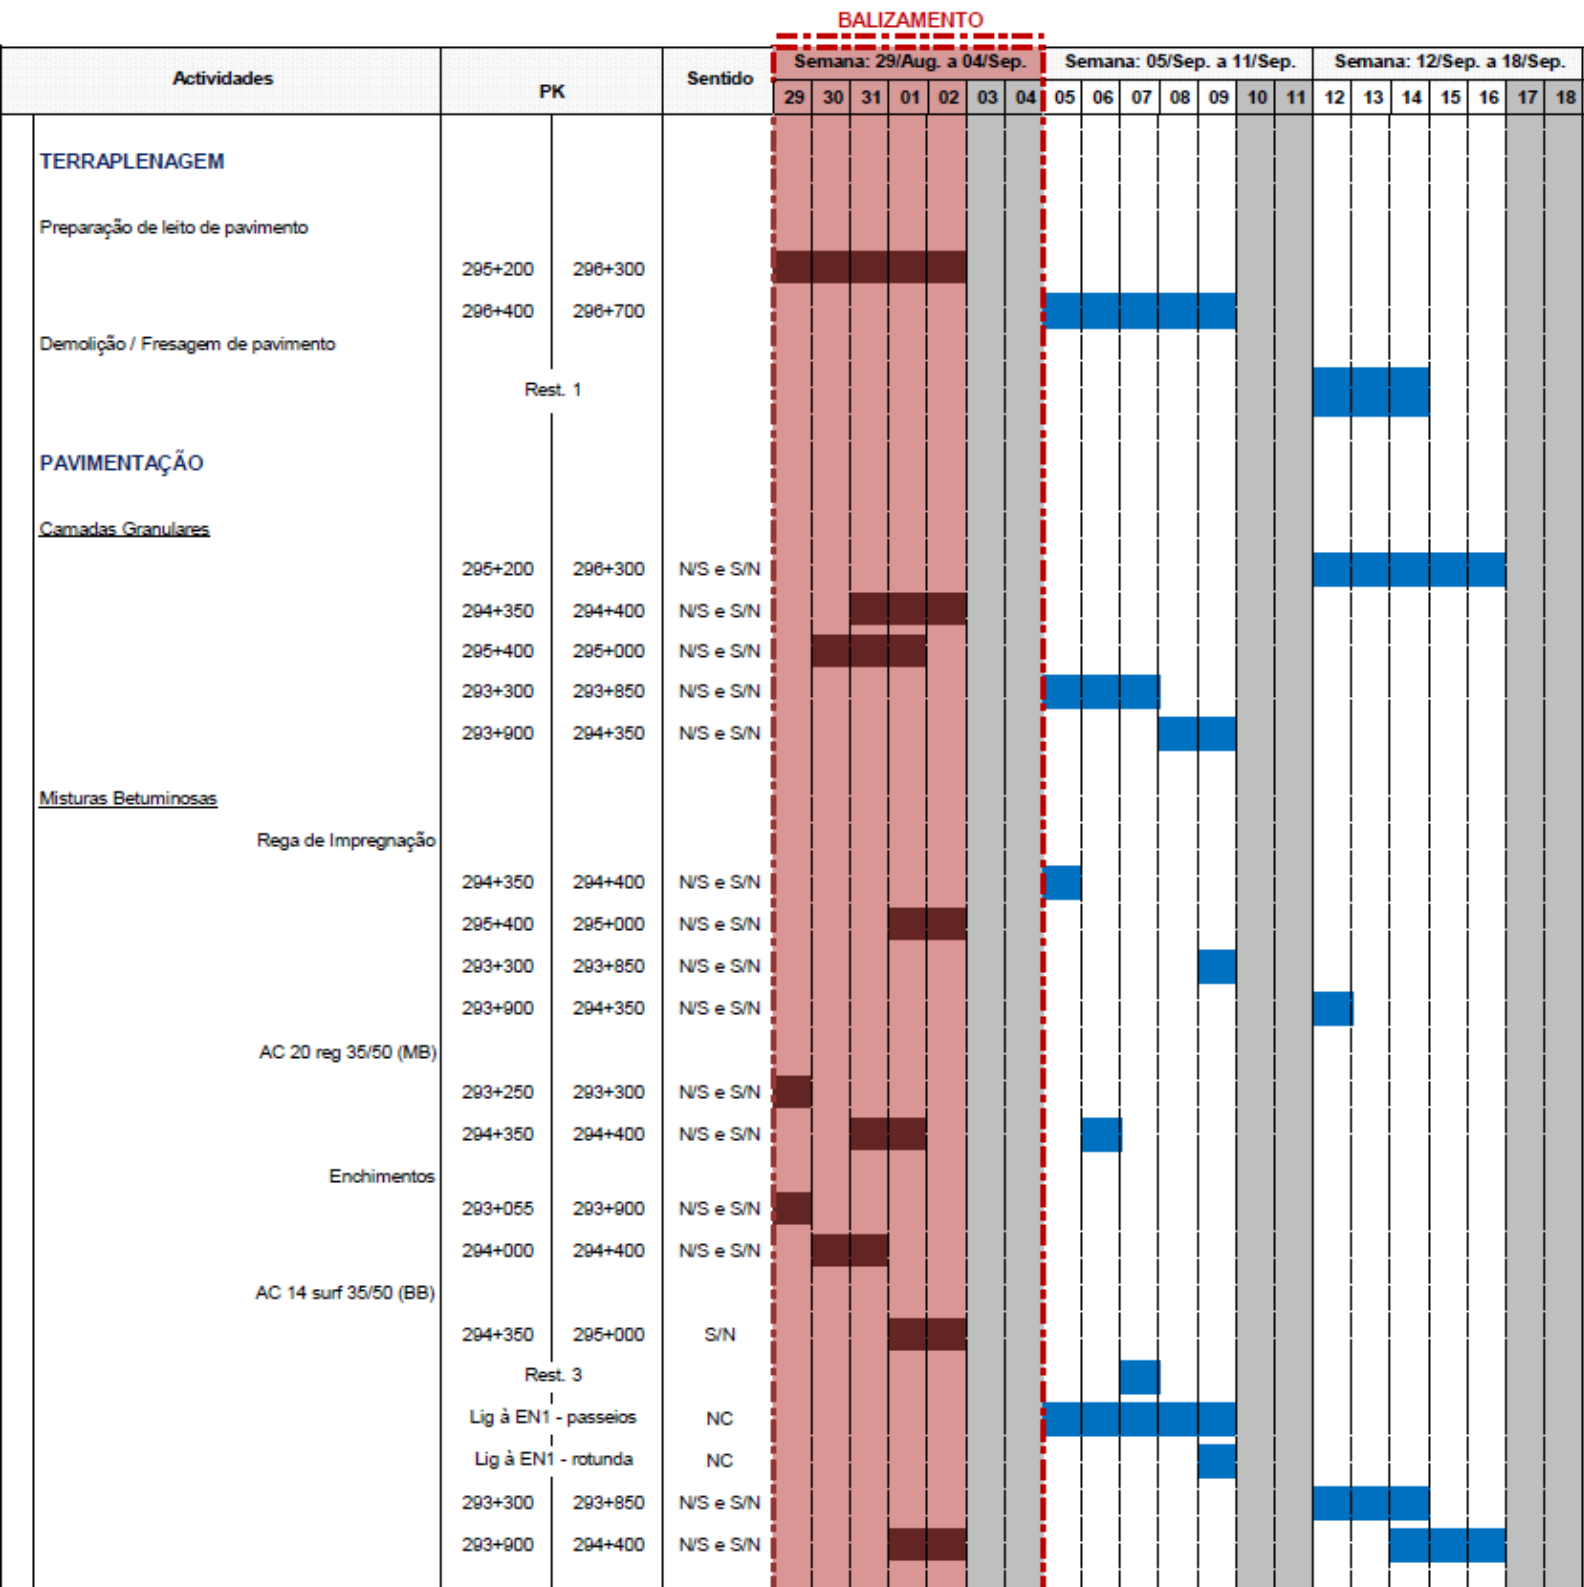 BALIZAMENTO
Actividades PK Sentido Semana: 29/Aug. a 04/Sep. Semana: 05/Sep. a 11/Sep. Semana: 12/Sep. a 18/Sep.
29 30 31 01 02 03 04 05 06 07 08 09 10 11 12 13 14 15 16 17 18
TERRAPLENAGEM
Preparação de leito de pavimento
295+200 296+300
296+400 296+700
Demolição / Fresagem de pavimento
Rest. 1
PAVIMENTAÇÃO
Camadas Granulares
295+200 296+300 N/S e S/N
294+350 294+400 N/S e S/N
295+400 295+000 N/S e S/N
293+300 293+850 N/S e S/N
293+900 294+350 N/S e S/N
Misturas Betuminosas
Rega de Impregnação
294+350 294+400 N/S e S/N
295+400 295+000 N/S e S/N
293+300 293+850 N/S e S/N
293+900 294+350 N/S e S/N
AC 20 reg 35/50 (MB)
293+250 293+300 N/S e S/N
294+350 294+400 N/S e S/N
Enchimentos
293+055 293+900 N/S e S/N
294+000 294+400 N/S e S/N
AC 14 surf 35/50 (BB)
294+350 295+000 S/N
Rest. 3
Lig à EN1 - passeios NC
Lig à EN1 - rotunda NC
293+300 293+850 N/S e S/N
293+900 294+400 N/S e S/N